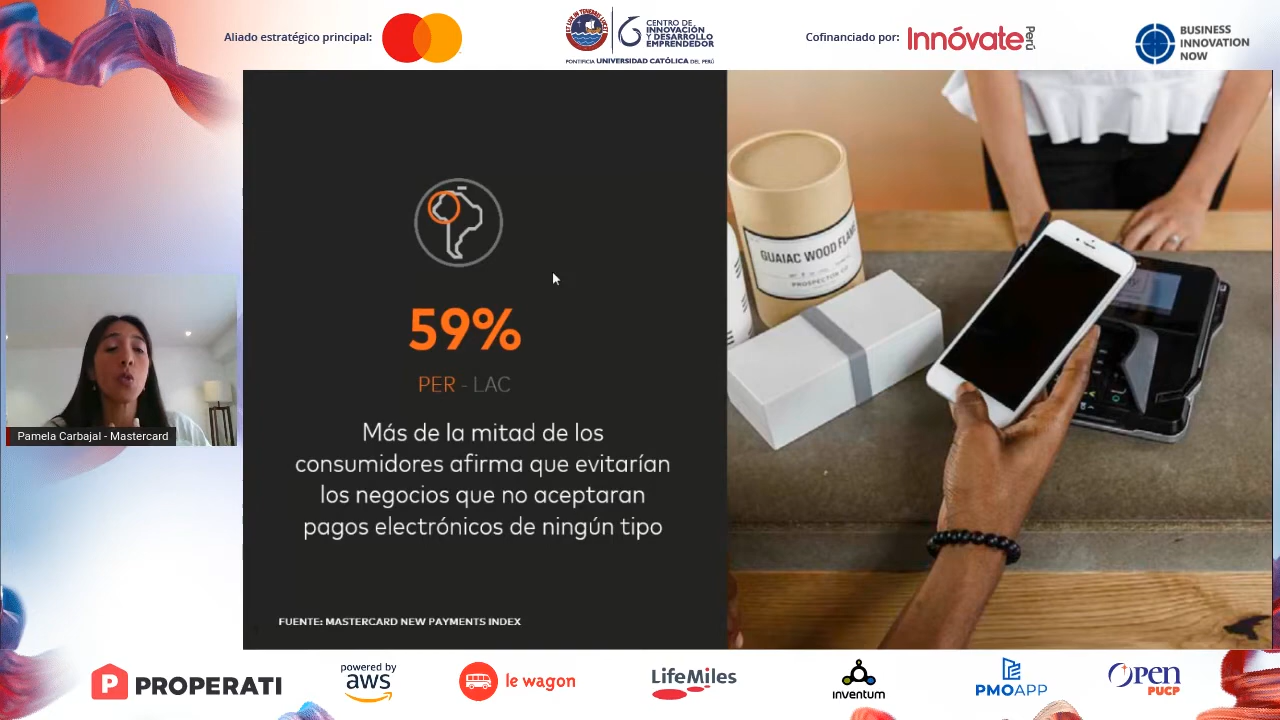 Aliado estratégico principal:
CENTRO DE
INNOVACIÓN
Y DESARROLLO
EMPRENDEDOR
PONTIFICIA UNIVERSIDAD CATÓLICA DEL PERÚ
Cofinanciado por:
Innóvate Perú
BUSINESS
INNOVATION
NOW
59%
PER - LAC
Más de la mitad de los
consumidores afirma que evitarían
los negocios que no aceptaran
pagos electrónicos de ningún tipo
FUENTE: MASTERCARD NEW PAYMENTS INDEX
GUAIAC WOOD FLAME
PROSPECTOR CO
Pamela Carbajal - Mastercard
PROPERATI
powered by
aws
le wagon
LifeMiles
INVENTUM
PMOAPP
OPEN
PUCP